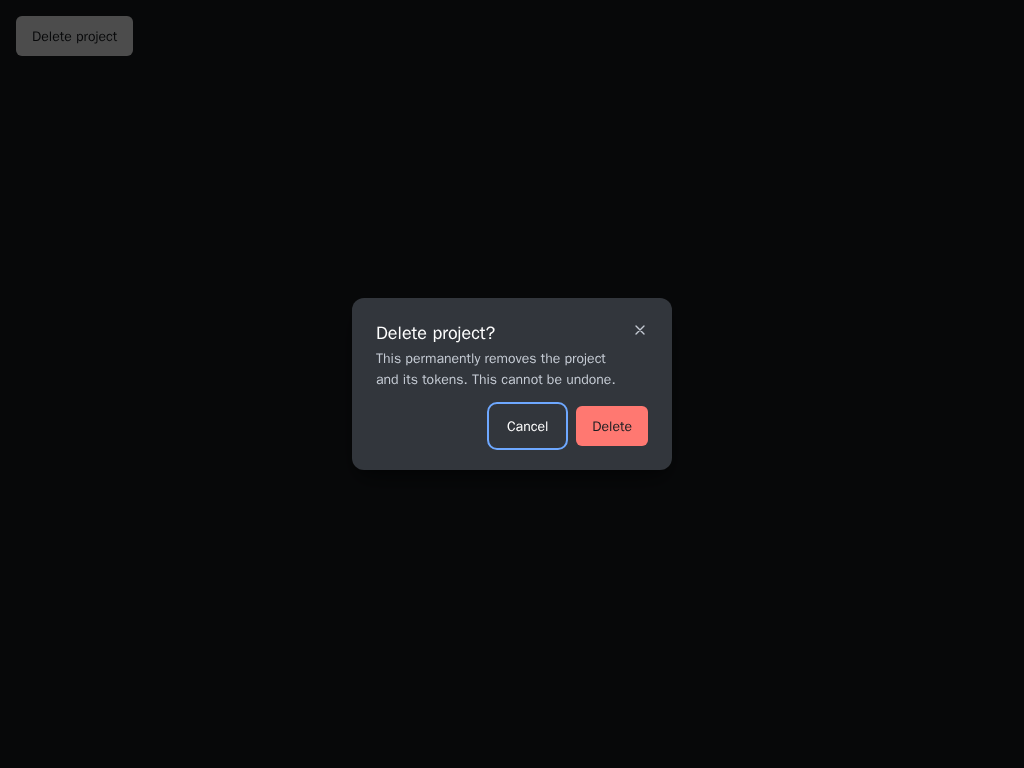 Delete project
Delete project?
This permanently removes the project
and its tokens. This cannot be undone.
Cancel
Delete